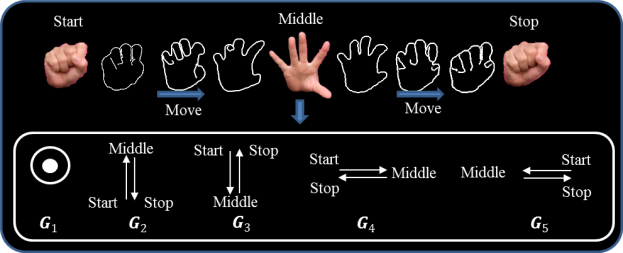 Start Middle Stop
Move Move
Middle Start Stop Start Middle Middle Start
Start Stop Middle Stop Stop
G1 G2 G3 G4 G5